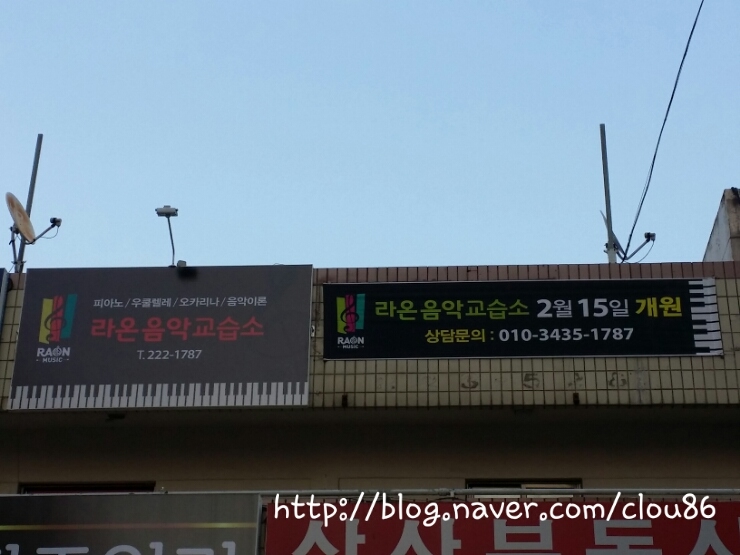 피아노/우쿨렐레/오카리나/음악이론
라온음악교습소
T. 222-1787
RAON
MUSIC
라온음악교습소 2월 15일 개원
상담문의 : 010-3435-1787
RAON
MUSIC
http://blog.naver.com/clou86